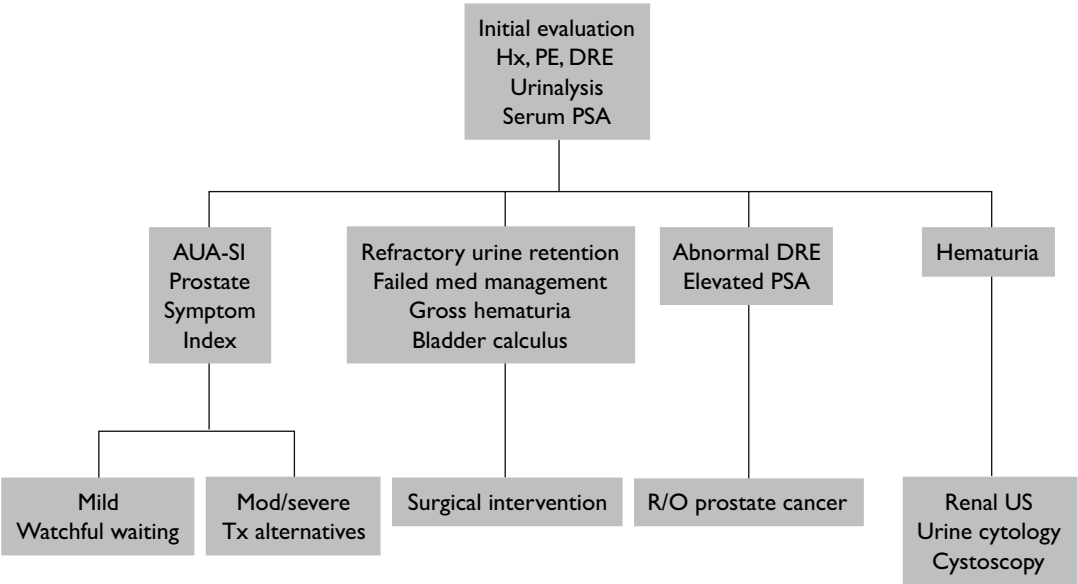 Initial evaluation
Hx, PE, DRE
Urinalysis
Serum PSA
AUA-SI
Prostate
Symptom
Index
Refractory urine retention
Failed med management
Gross hematuria
Bladder calculus
Abnormal DRE
Elevated PSA
Hematuria
Mild
Watchful waiting
Mod/severe
Tx alternatives
Surgical intervention
R/O prostate cancer
Renal US
Urine cytology
Cystoscopy